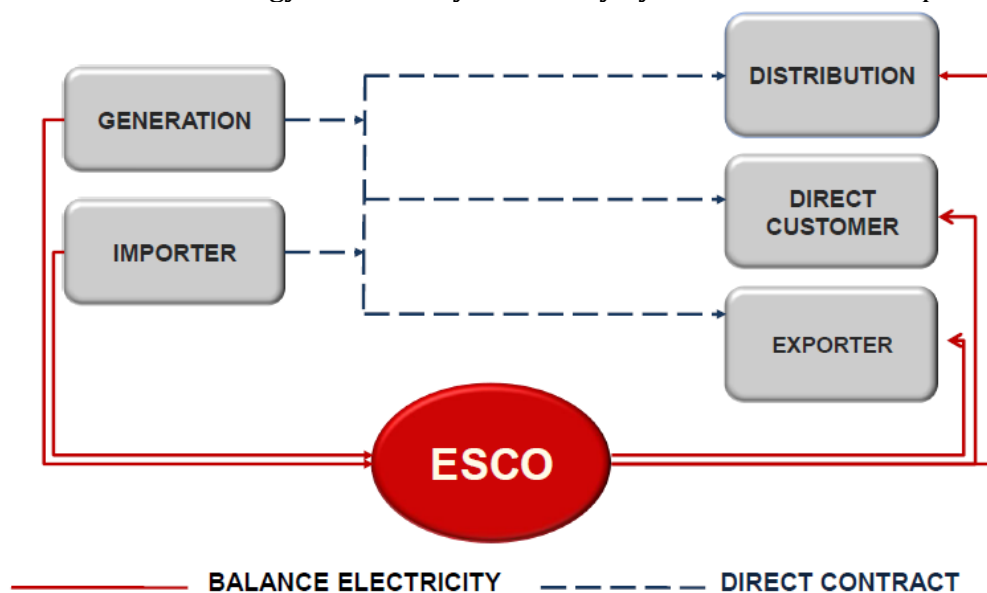 GENERATION
IMPORTER
DISTRIBUTION
DIRECT
CUSTOMER
EXPORTER
ESCO
BALANCE ELECTRICITY
DIRECT CONTRACT